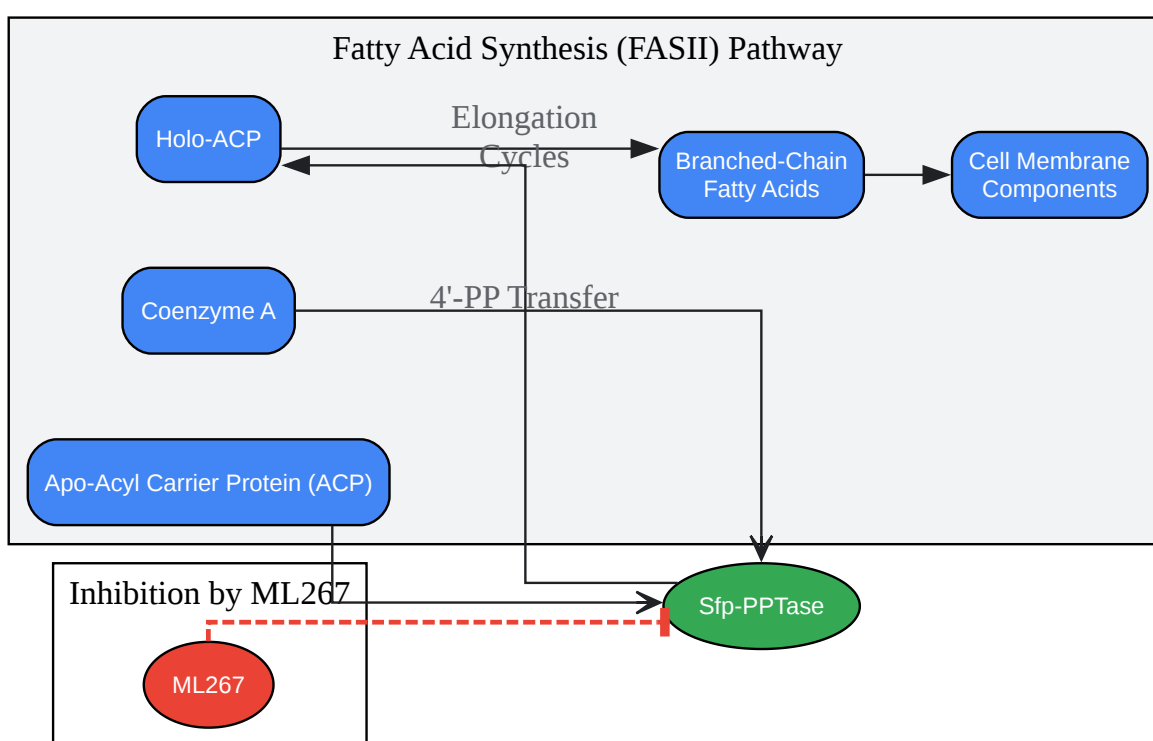 Fatty Acid Synthesis (FASII) Pathway
Holo-ACP
Elongation
Cycles
Branched-Chain
Fatty Acids
Cell Membrane
Components
Coenzyme A
4'-PP Transfer
Apo-Acyl Carrier Protein (ACP)
Inhibition by ML267
Sfp-PPTase
ML267